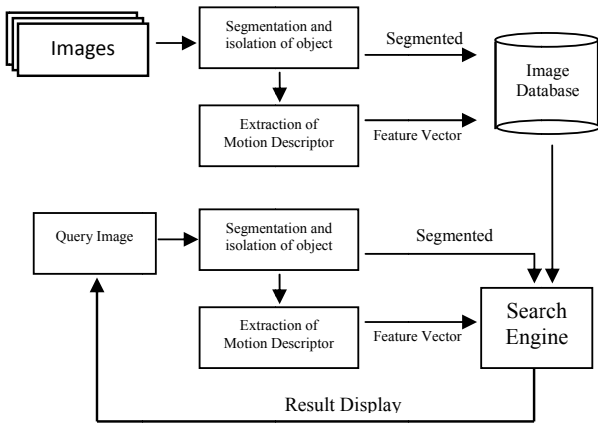 Images
Segmentation and
isolation of object
Segmented
Image
Database
Extraction of
Motion Descriptor
Feature Vector
Query Image
Segmentation and
isolation of object
Segmented
Extraction of
Motion Descriptor
Feature Vector
Search
Engine
Result Display